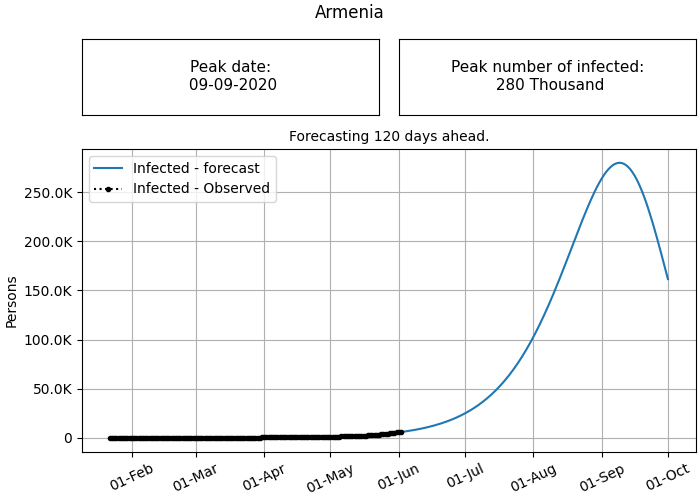 Armenia
Peak date:
09-09-2020
Peak number of infected:
280 Thousand
Forecasting 120 days ahead.
Infected - forecast
Infected - Observed
Persons
250.0K
200.0K
150.0K
100.0K
50.0K
0
01-Feb
01-Mar
01-Apr
01-May
01-Jun
01-Jul
01-Aug
01-Sep
01-Oct